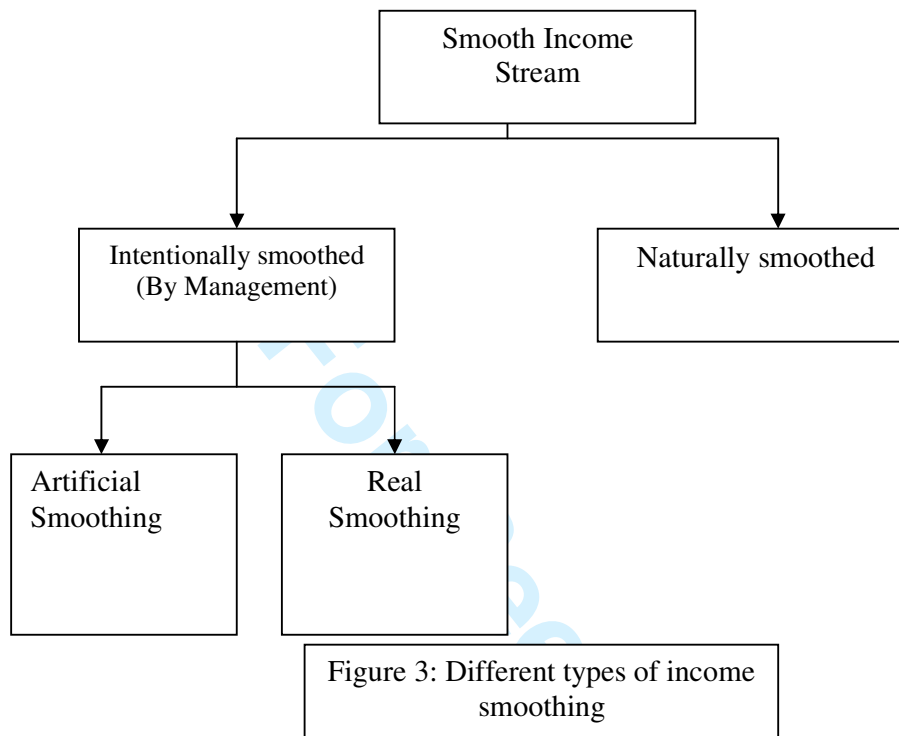 Smooth Income
Stream
Intentionally smoothed
(By Management)
Naturally smoothed
Artificial
Smoothing
Real
Smoothing
Figure 3: Different types of income
smoothing
For